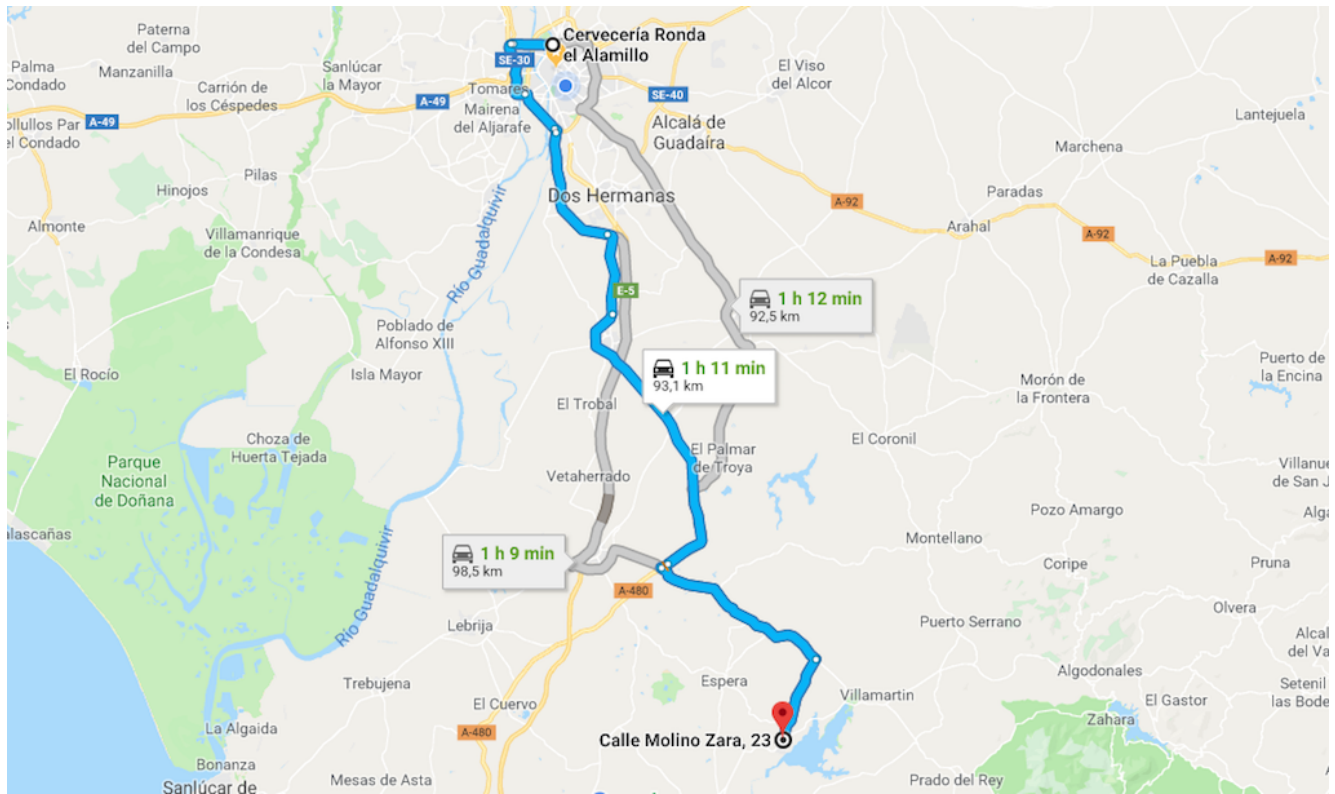 Paterna
del Campo
Cervecería Ronda
el Alamillo
Palma
Condado
Manzanilla
Sanlúcar
la Mayor
SE-30
El Viso
del Alcor
Carrión de
los Céspedes
Tomares
SE-40
A-49
Mairena
del Aljarafe
Lantejuela
ollullos Par
el Condado
A-49
Alcalá de
Guadaíra
Marchena
Pilas
Hinojos
Dos Hermanas
Paradas
A-92
Almonte
Villamanrique
de la Condesa
Arahal
A-92
La Puebla
de Cazalla
A-92
Río Guadalquivir
E-5
1 h 12 min
92,5 km
Poblado de
Alfonso XIII
El Rocío
Isla Mayor
1 h 11 min
93,1 km
Puerto de
la Encina
Morón de
la Frontera
El Trobal
Choza de
Huerta Tejada
El Coronil
El Palmar
de Troya
Parque
Nacional
de Doñana
Vetaherrado
Villanue
de San J
Pozo Amargo
Alga
alascañas
Montellano
1 h 9 min
98,5 km
Coripe
Pruna
A-480
Río Guadalquivir
Lebrija
Puerto Serrano
Olvera
Alcal
del Va
Trebujena
Espera
Villamartin
Algodonales
Setenil
las Bode
El Gastor
El Cuervo
Zahara
La Algaida
A-480
Calle Molino Zara, 23
Bonanza
Mesas de Asta
Prado del Rey
Sanlúcar de